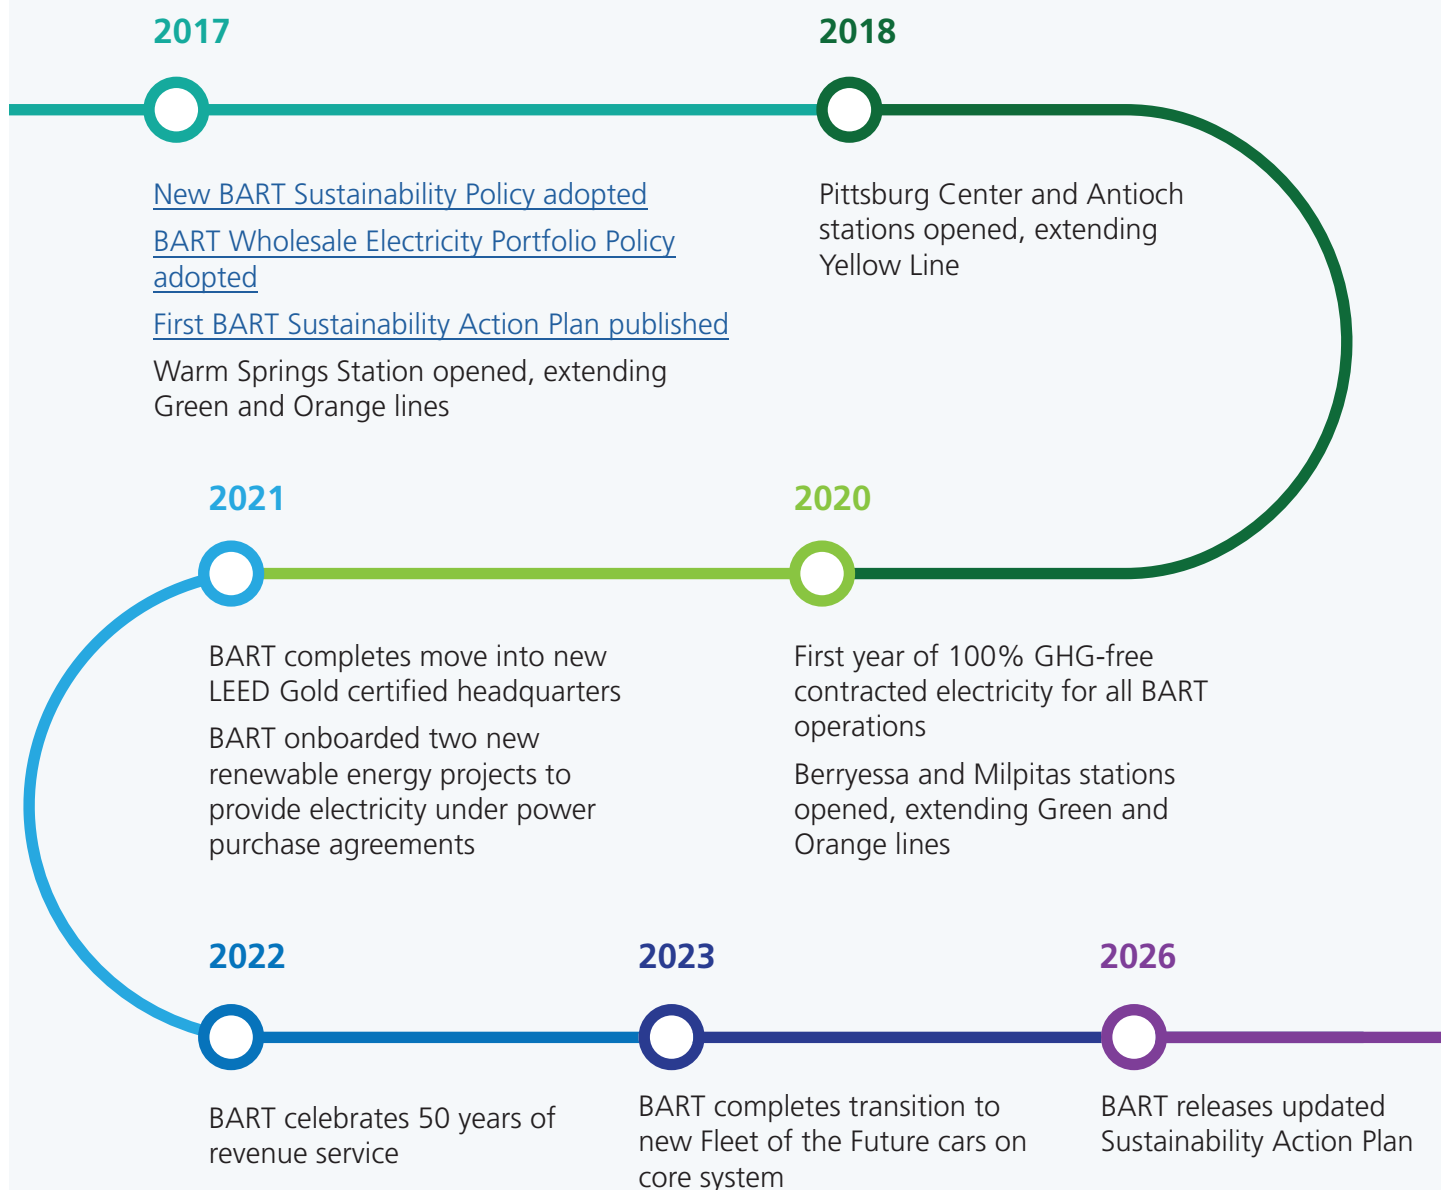 2017
New BART Sustainability Policy adopted
BART Wholesale Electricity Portfolio Policy
adopted
First BART Sustainability Action Plan published
Warm Springs Station opened, extending
Green and Orange lines
2018
Pittsburg Center and Antioch
stations opened, extending
Yellow Line
2020
First year of 100% GHG-free
contracted electricity for all BART
operations
Berryessa and Milpitas stations
opened, extending Green and
Orange lines
2021
BART completes move into new
LEED Gold certified headquarters
BART onboarded two new
renewable energy projects to
provide electricity under power
purchase agreements
2022
BART celebrates 50 years of
revenue service
2023
BART completes transition to
new Fleet of the Future cars on
core system
2026
BART releases updated
Sustainability Action Plan